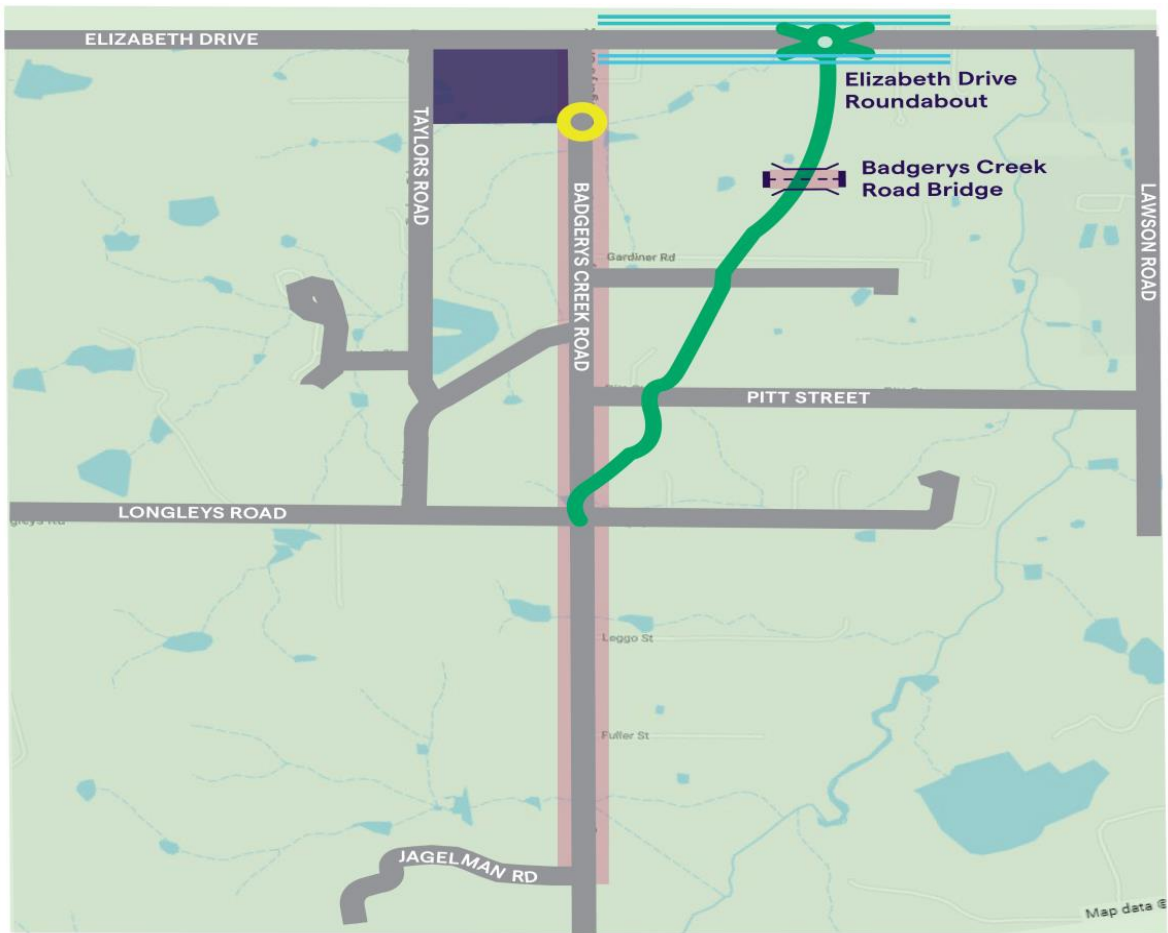 ELIZABETH DRIVE
Elizabeth Drive
Roundabout
TAYLORS ROAD
Badgerys Creek
Road Bridge
BADGERYS CREEK ROAD
LAWSON ROAD
Gardiner Rd
PITT STREET
LONGLEYS ROAD
Leggo St
Fuller St
JAGELMAN RD
Map data ©